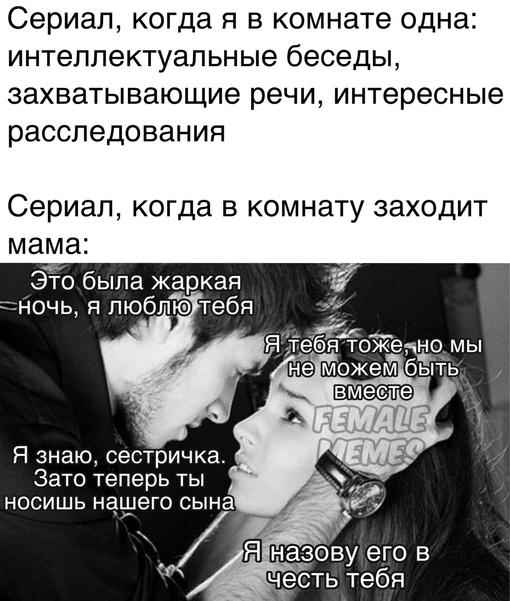 Сериал, когда я в комнате одна:
интеллектуальные беседы,
захватывающие речи, интересные
расследования
Сериал, когда в комнату заходит
мама:
Это была жаркая
ночь, я люблю тебя
Я тебя тоже, но мы
не можем быть
вместе
FEMALE
MEMES
Я знаю, сестричка.
Зато теперь ты
носишь нашего сына
Я назову его в
честь тебя